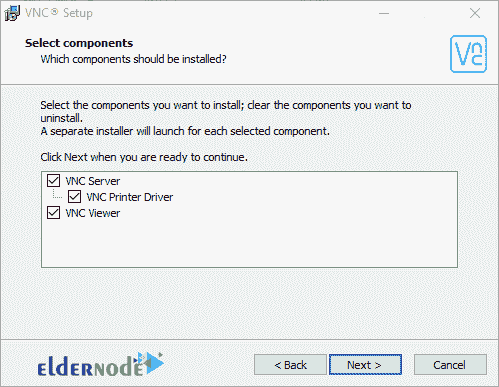 VNC® Setup
Select components
Which components should be installed?
VNC
Select the components you want to install; clear the components you want to
uninstall.
A separate installer will launch for each selected component.
Click Next when you are ready to continue.
VNC Server
VNC Printer Driver
VNC Viewer
eldernode
< Back
Next >
Cancel